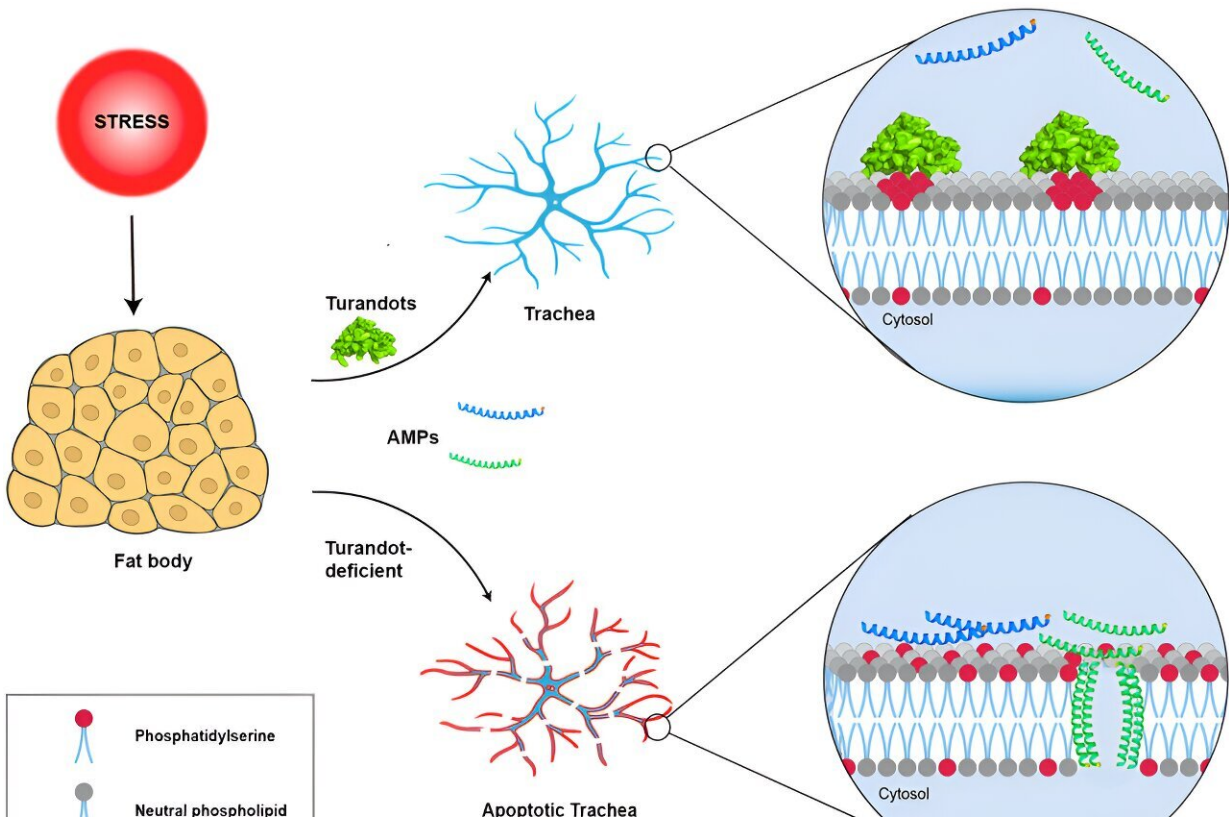 STRESS
Turandots
Trachea
Cytosol
AMPs
Fat body
Turandot-
deficient
Phosphatidylserine
Neutral phospholipid
Apoptotic Trachea
Cytosol